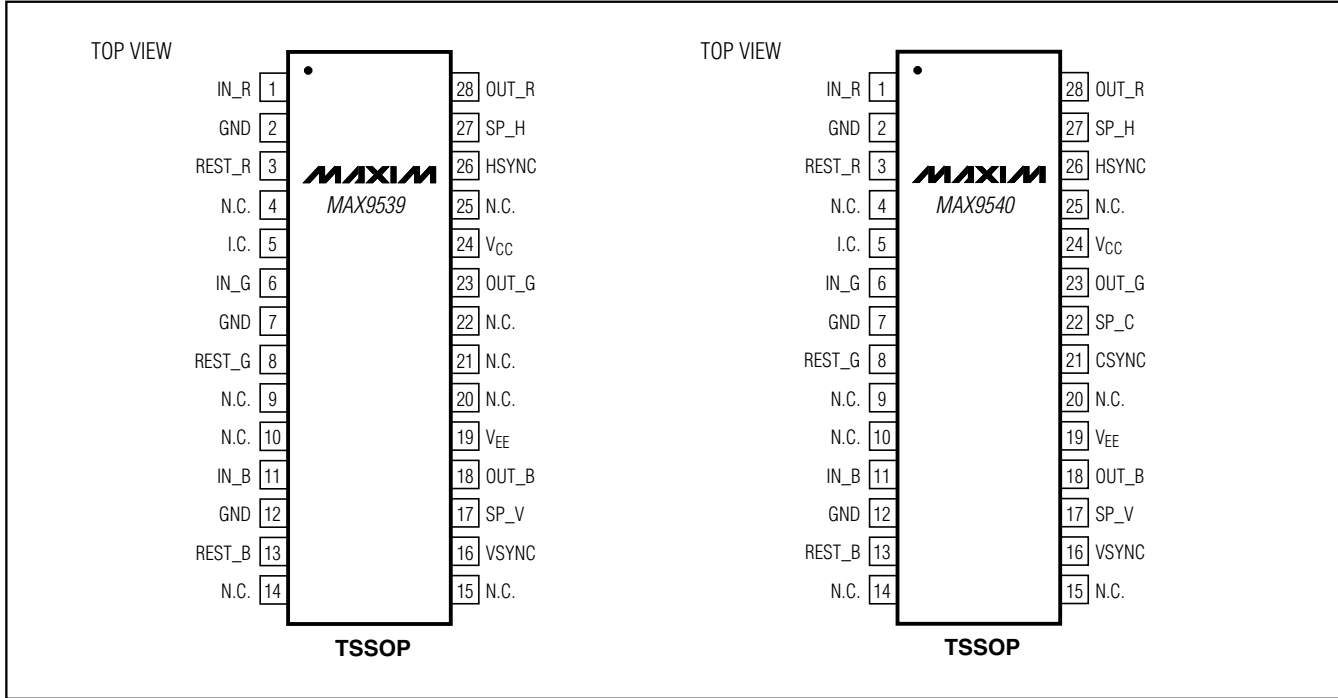 TOP VIEW
IN_R 1
GND 2
REST_R 3
N.C. 4
I.C. 5
IN_G 6
GND 7
REST_G 8
N.C. 9
N.C. 10
IN_B 11
GND 12
REST_B 13
N.C. 14
MAXIM
MAX9539
28 OUT_R
27 SP_H
26 HSYNC
25 N.C.
24 VCC
23 OUT_G
22 N.C.
21 N.C.
20 N.C.
19 VEE
18 OUT_B
17 SP_V
16 VSYNC
15 N.C.
TSSOP
TOP VIEW
IN_R 1
GND 2
REST_R 3
N.C. 4
I.C. 5
IN_G 6
GND 7
REST_G 8
N.C. 9
N.C. 10
IN_B 11
GND 12
REST_B 13
N.C. 14
MAXIM
MAX9540
28 OUT_R
27 SP_H
26 HSYNC
25 N.C.
24 VCC
23 OUT_G
22 SP_C
21 CSYNC
20 N.C.
19 VEE
18 OUT_B
17 SP_V
16 VSYNC
15 N.C.
TSSOP